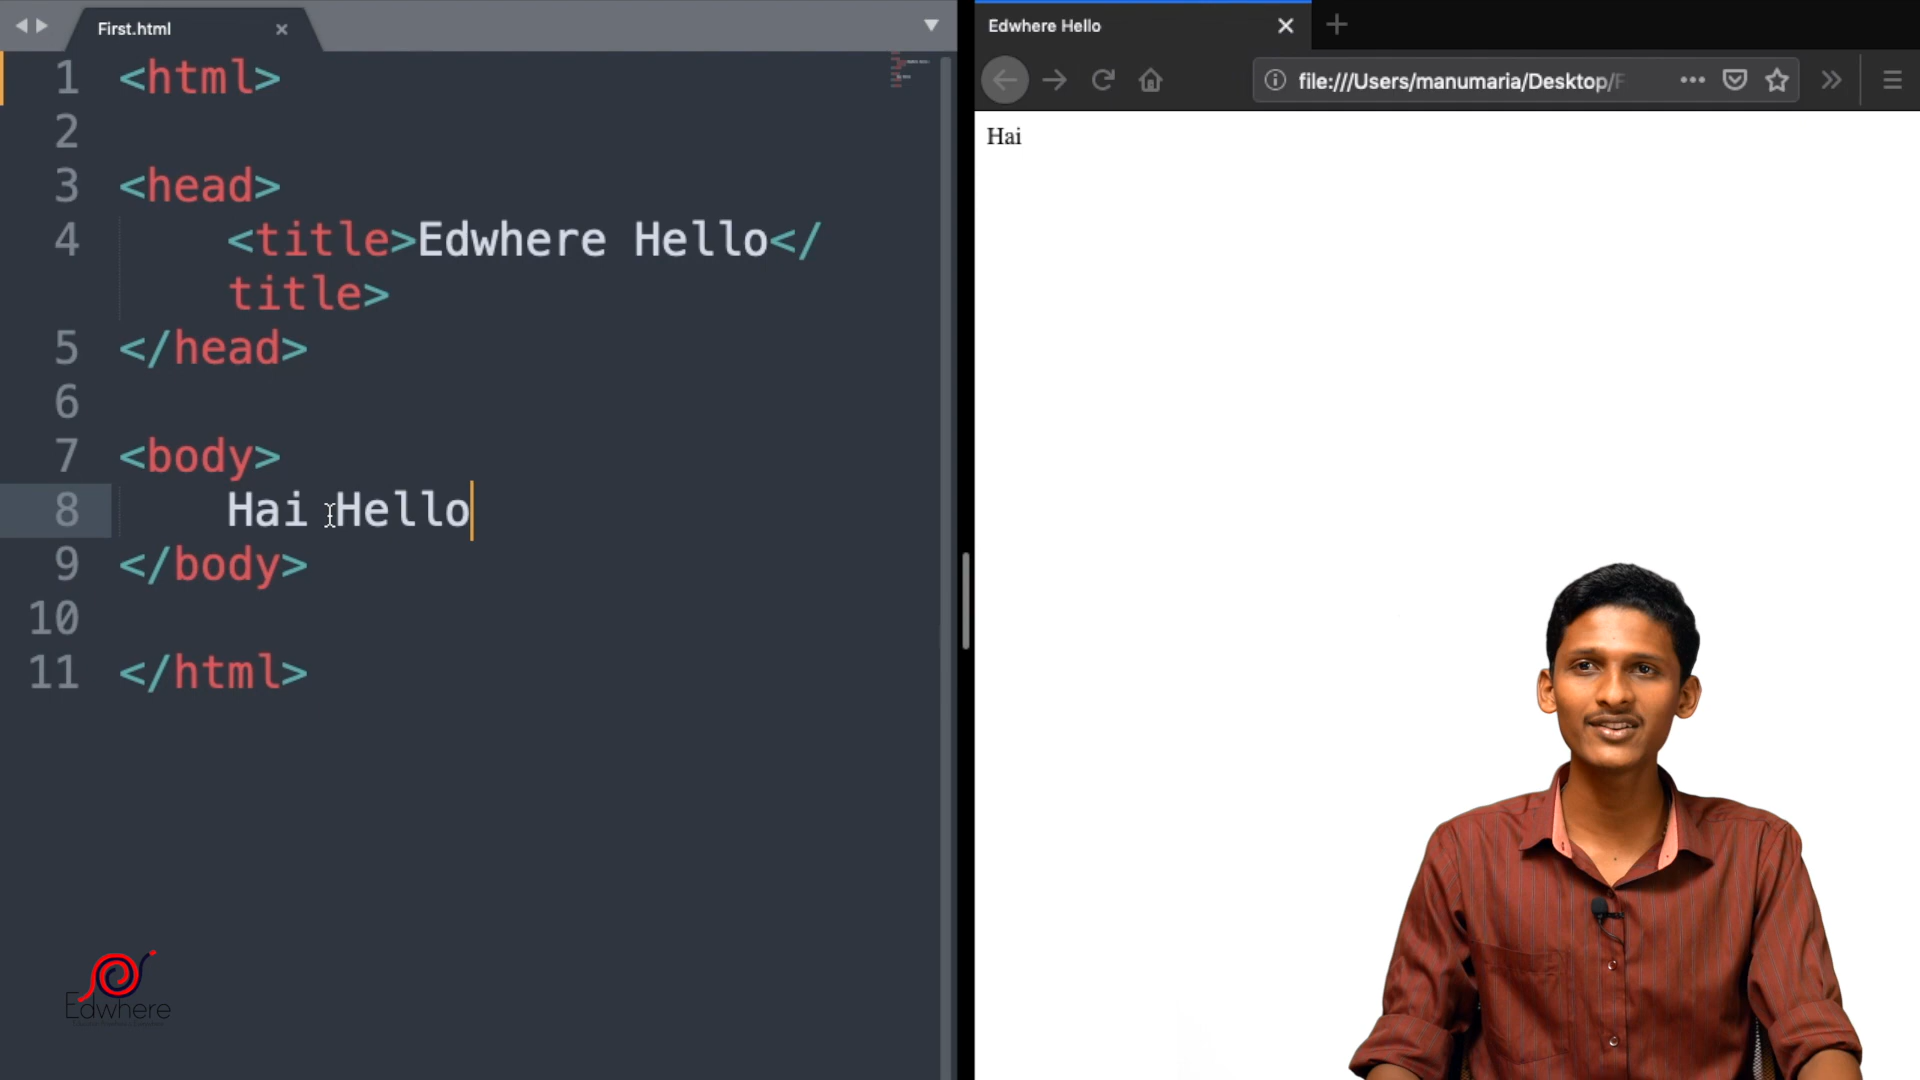 First.html
1 <html>
2
3 <head>
4 <title>Edwhere Hello</
title>
5 </head>
6
7 <body>
8 Hai Hello
9 </body>
10
11 </html>
Edwhere
Edwhere Hello
file:///Users/manumaria/Desktop/F
Hai